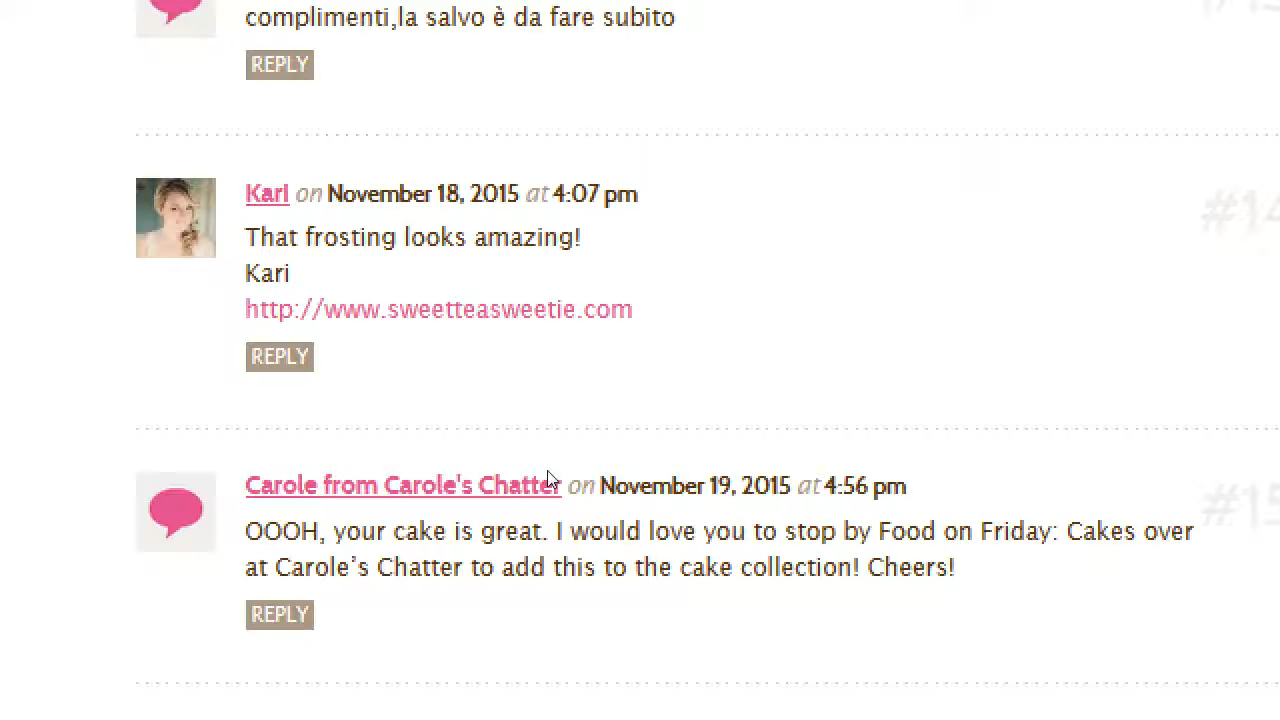 complimenti,la salvo è da fare subito
REPLY
Kari on November 18, 2015 at 4:07 pm
#14
That frosting looks amazing!
Kari
http://www.sweetteasweetie.com
REPLY
Carole from Carole's Chatter on November 19, 2015 at 4:56 pm
#15
OOOH, your cake is great. I would love you to stop by Food on Friday: Cakes over
at Carole’s Chatter to add this to the cake collection! Cheers!
REPLY